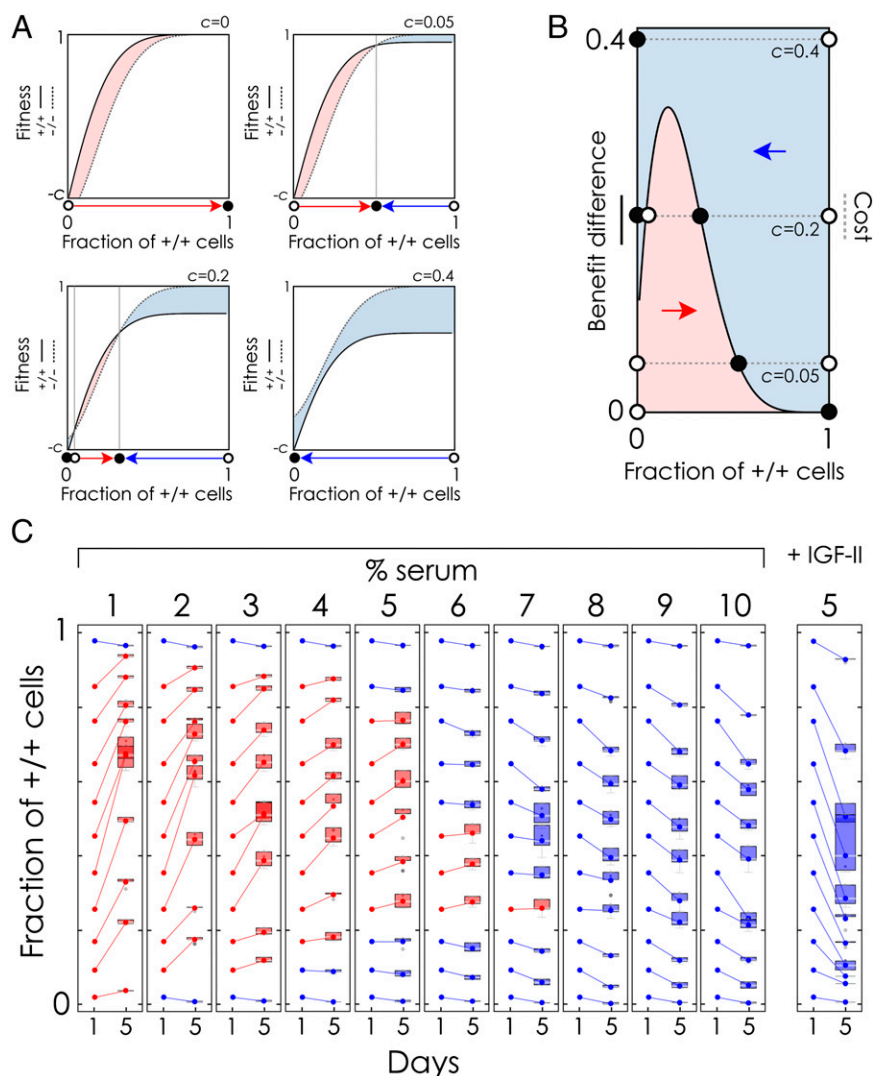 A
c=0
Fitness
+/+
-/-
1
-c
0
1
Fraction of +/+ cells
c=0.05
Fitness
+/+
-/-
1
-c
0
1
Fraction of +/+ cells
c=0.2
Fitness
+/+
-/-
1
-c
0
1
Fraction of +/+ cells
c=0.4
Fitness
+/+
-/-
1
-c
0
1
Fraction of +/+ cells
B
0.4
c=0.4
Benefit difference
Cost
c=0.2
c=0.05
0
0
1
Fraction of +/+ cells
C
+ IGF-II
% serum
1 2 3 4 5 6 7 8 9 10 5
1
Fraction of +/+ cells
0
1 5 1 5 1 5 1 5 1 5 1 5 1 5 1 5 1 5 1 5 1 5
Days